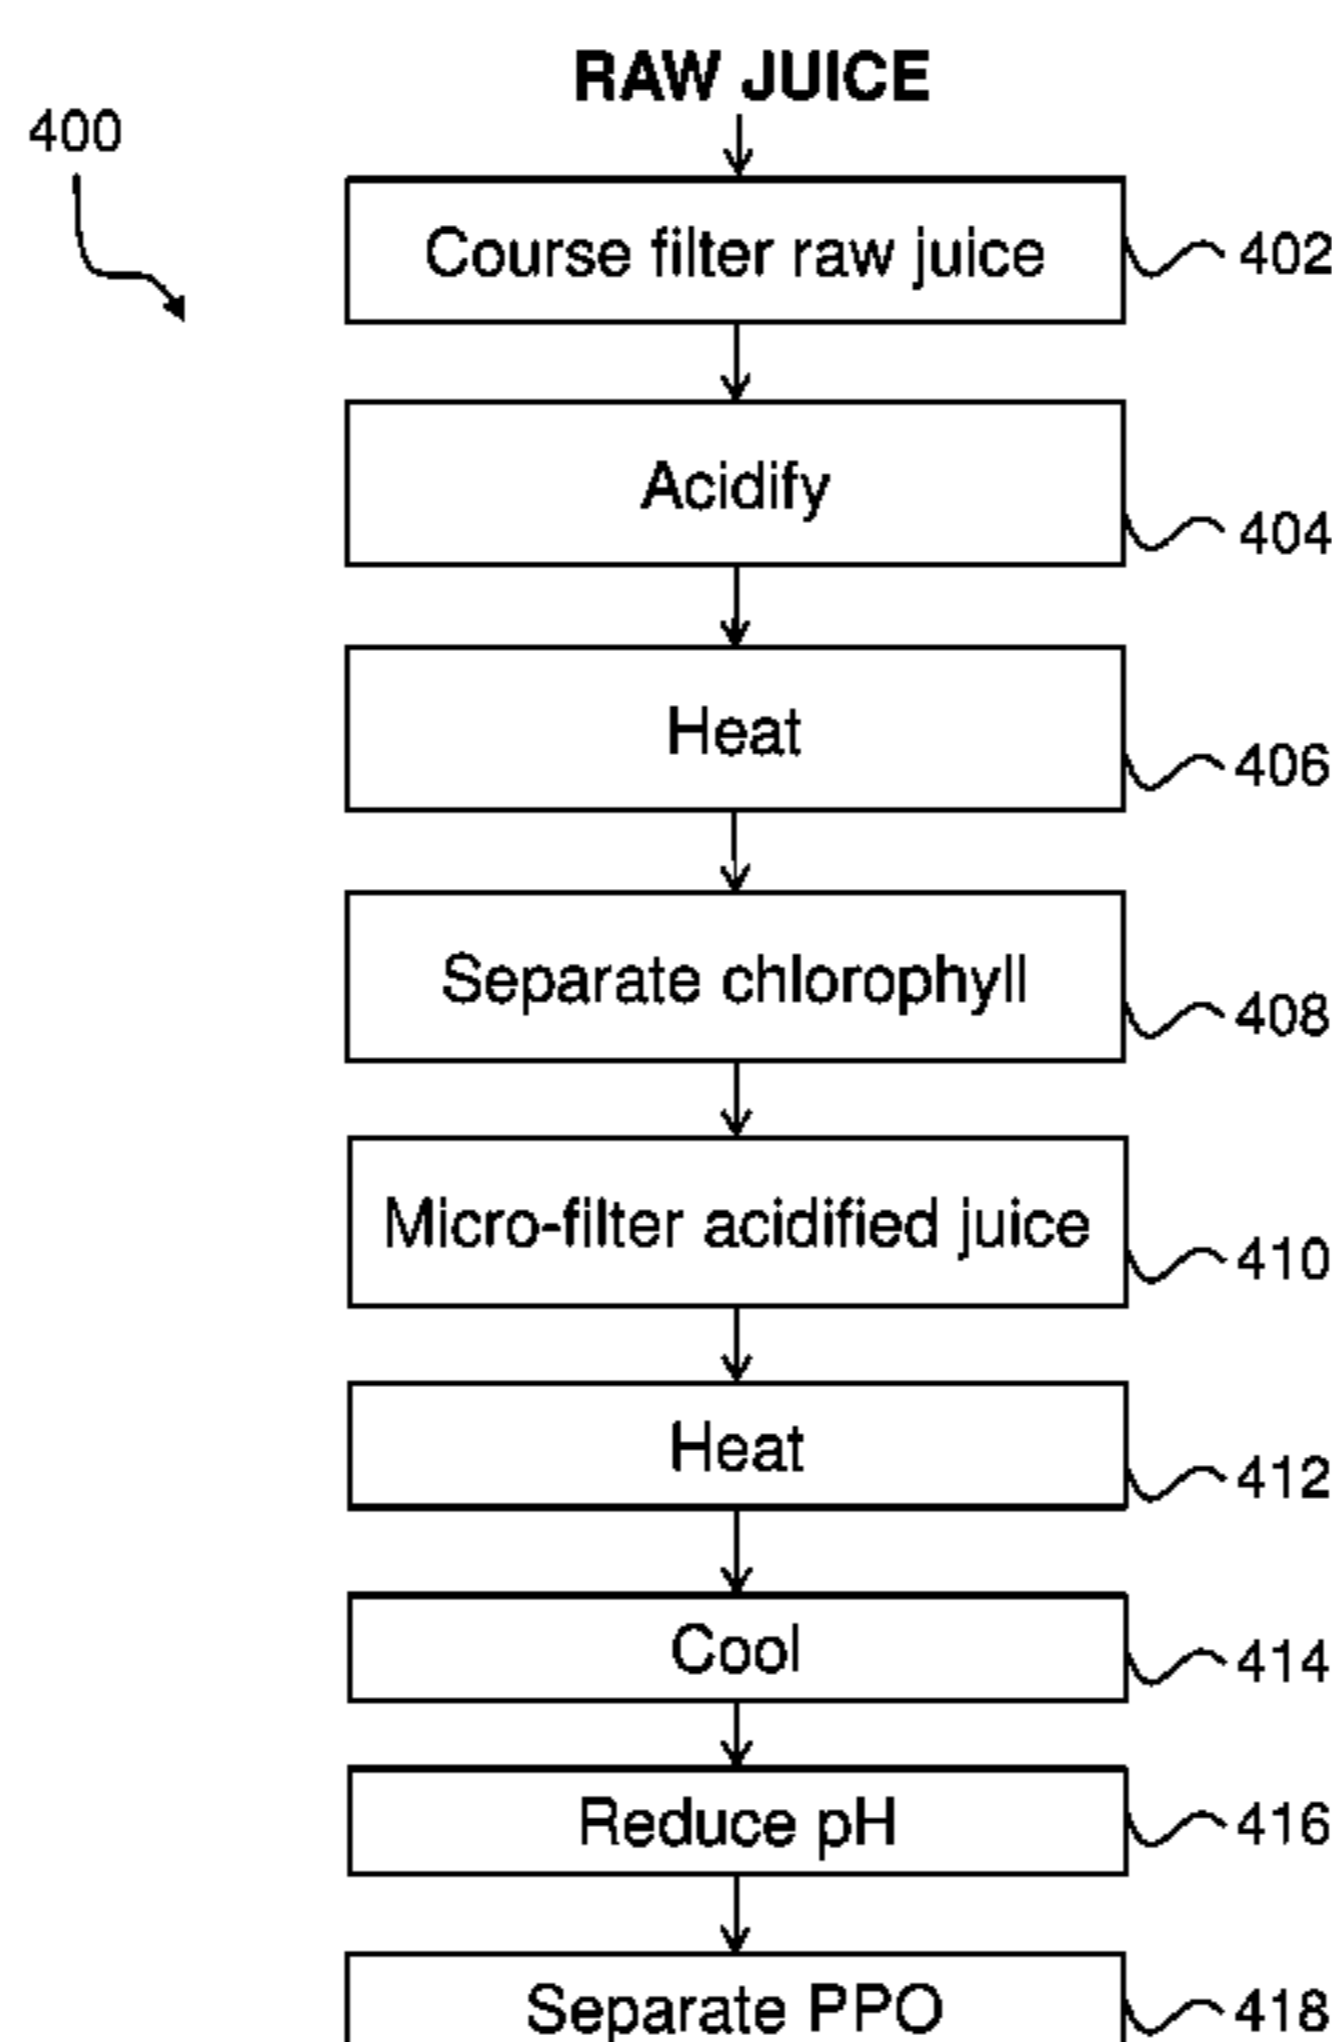 RAW JUICE
400
Course filter raw juice
402
Acidify
404
Heat
406
Separate chlorophyll
408
Micro-filter acidified juice
410
Heat
412
Cool
414
Reduce pH
416
Separate PPO
418